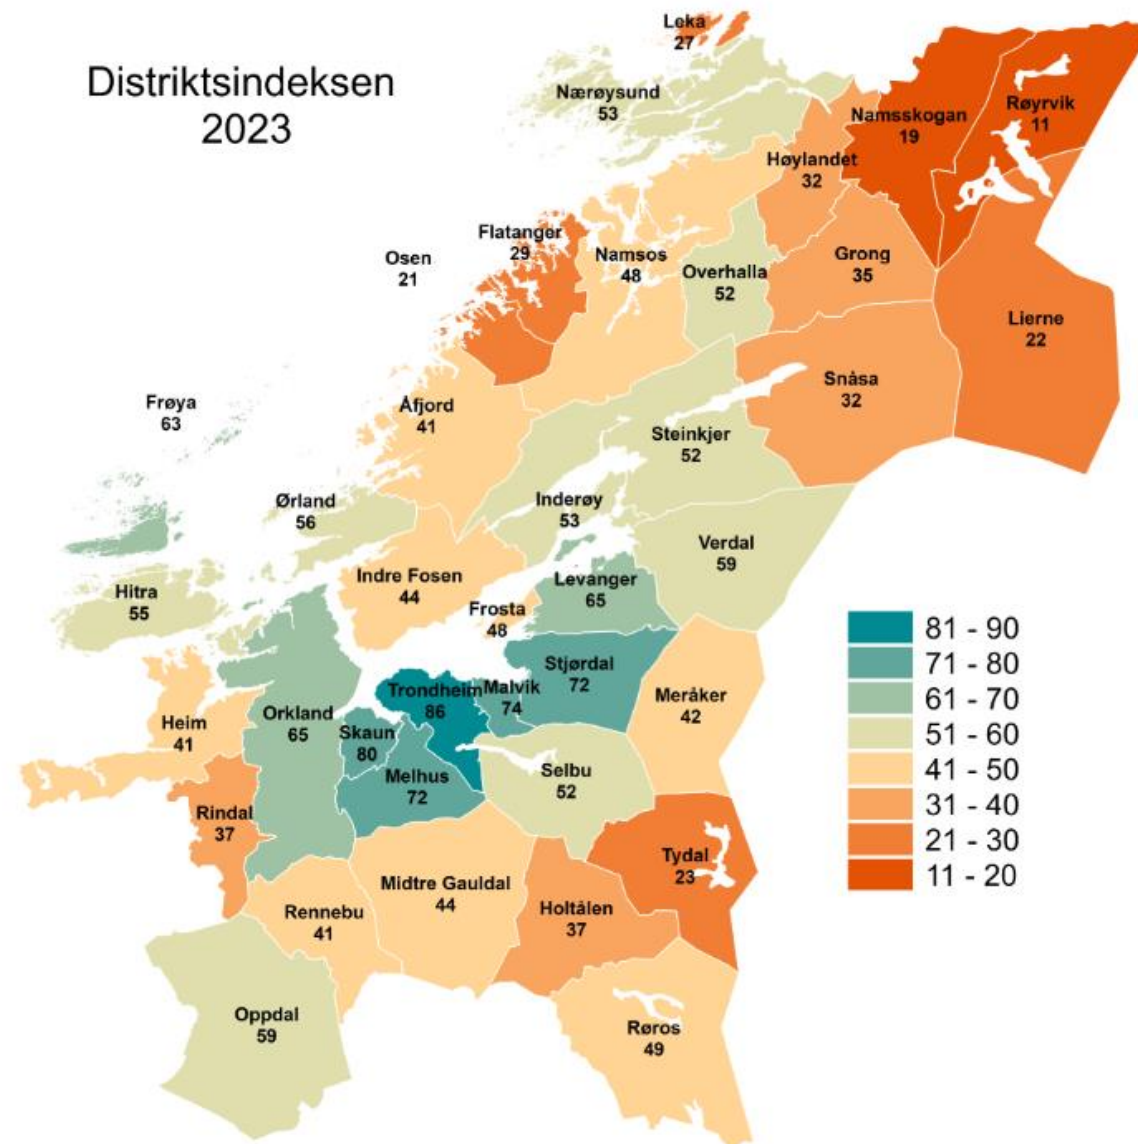 Distriktsindeksen
2023
Leka
27
Nærøysund
53
Namsskogan
19
Røyrvik
11
Høylandet
32
Flatanger
29
Osen
21
Namsos
48
Overhalla
52
Grong
35
Lierne
22
Snåsa
32
Frøya
63
Åfjord
41
Steinkjer
52
Ørland
56
Inderøy
53
Verdal
59
Hitra
55
Indre Fosen
44
Levanger
65
Frosta
48
Stjørdal
72
Trondheim
86
Malvik
74
Meråker
42
Heim
41
Orkland
65
Skaun
80
Melhus
72
Selbu
52
Rindal
37
Tydal
23
Midtre Gauldal
44
Rennebu
41
Holtålen
37
Oppdal
59
Røros
49
81 - 90
71 - 80
61 - 70
51 - 60
41 - 50
31 - 40
21 - 30
11 - 20